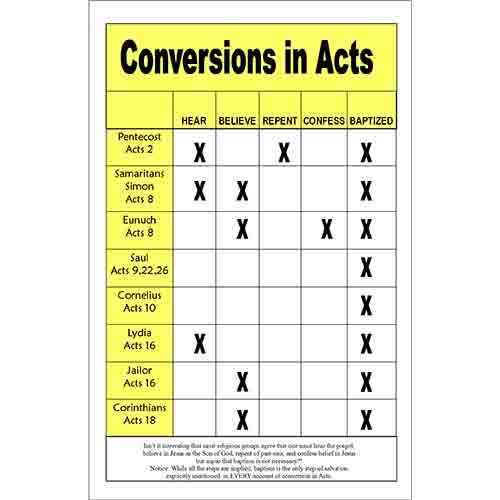 Conversions in Acts
HEAR BELIEVE REPENT CONFESS BAPTIZED
Pentecost
Acts 2
X X X
Samaritans
Simon
Acts 8
X X X
Eunuch
Acts 8
X X X
Saul
Acts 9,22,26
X
Cornelius
Acts 10
X
Lydia
Acts 16
X X
Jailor
Acts 16
X X
Corinthians
Acts 18
X X
Isn't it interesting that most religious groups agree that one must hear the gospel,
believe in Jesus as the Son of God, repent of past sins, and confess belief in Jesus
but argue that baptism is not necessary?!
Notice: While all the steps are implied, baptism is the only step of salvation
explicitly mentioned in EVERY account of conversion in Acts.